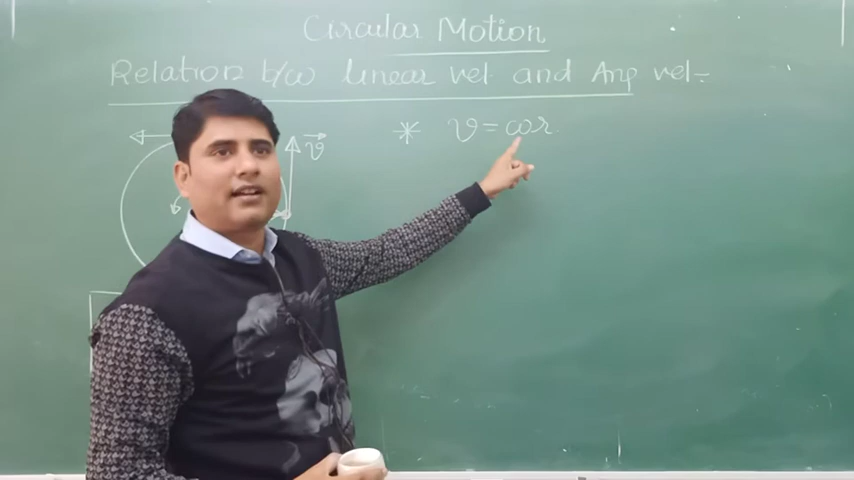 Circular Motion
Relation b/w linear vel and Ang vel:-
* v = ωr
v